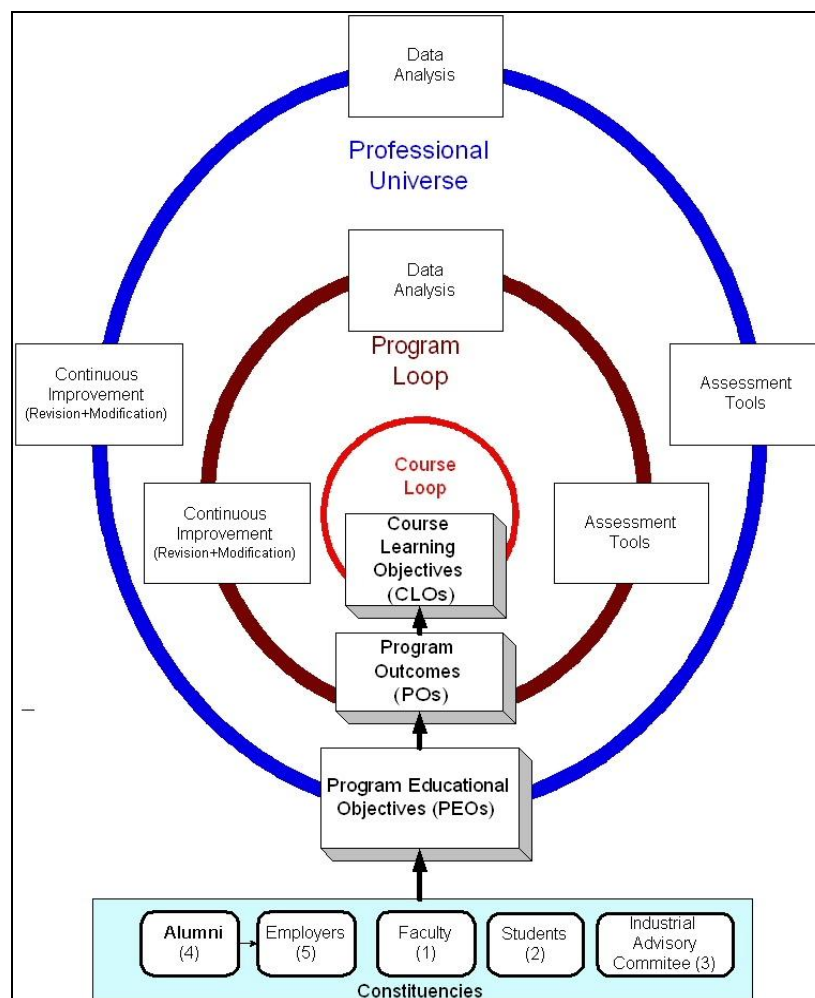 Data
Analysis
Professional
Universe
Data
Analysis
Program
Loop
Continuous
Improvement
(Revision+Modification)
Assessment
Tools
Course
Loop
Continuous
Improvement
(Revision+Modification)
Course
Learning
Objectives
(CLOs)
Assessment
Tools
Program
Outcomes
(POs)
Program Educational
Objectives (PEOs)
Alumni
(4)
Employers
(5)
Faculty
(1)
Students
(2)
Industrial
Advisory
Commitee (3)
Constituencies